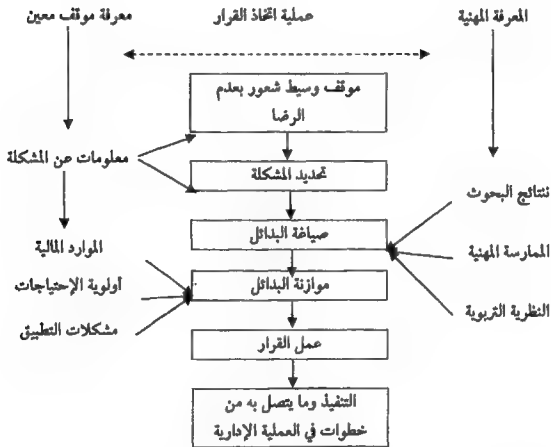 المعرفة المهنية
عملية اتخاذ القرار
معرفة موقف معين
موقف وسيط شعور بعدم
الرضا
معلومات عن المشكلة
تحديد المشكلة
نتتائج البحوث
صياغة البدائل
الموارد المالية
الممارسة المهنية
موازنة البدائل
أولوية الإحتياجات
النظرية التربوية
مشكلات التطبيق
عمل القرار
التنفيذ وما يتصل به من
خطوات في العملية الإدارية